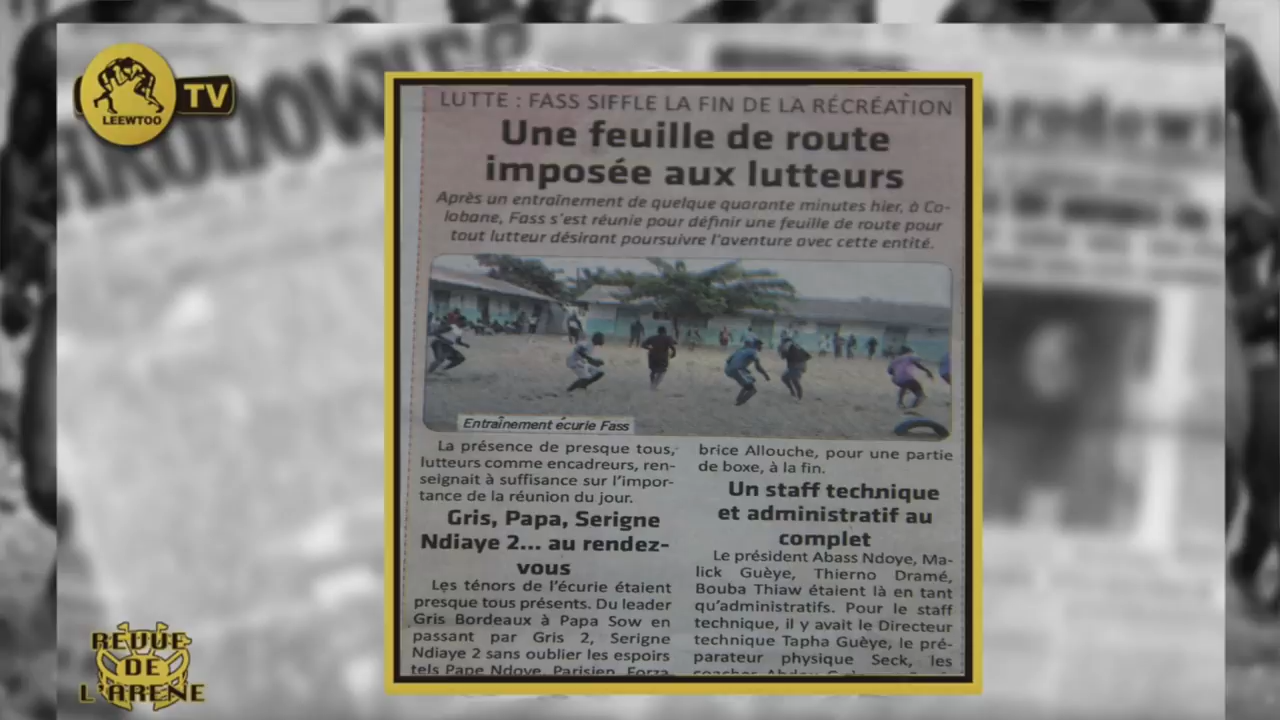 LEEWTOO
TV
LUTTE : FASS SIFFLE LA FIN DE LA RÉCRÉATION
Une feuille de route
imposée aux lutteurs
Après un entraînement de quelque quarante minutes hier, à Co-
lobane, Fass s'est réunie pour définir une feuille de route pour
tout lutteur désirant poursuivre l'aventure avec cette entité.
Entraînement écurie Fass
La présence de presque tous,
lutteurs comme encadreurs, ren-
seignait à suffisance sur l'impor-
tance de la réunion du jour.
Gris, Papa, Serigne
Ndiaye 2... au rendez-
vous
Les ténors de l'écurie étaient
presque tous présents. Du leader
Gris Bordeaux à Papa Sow en
passant par Gris 2, Serigne
Ndiaye 2 sans oublier les espoirs
tels Pape Ndoye, Parisien, Forza
brice Allouche, pour une partie
de boxe, à la fin.
Un staff technique
et administratif au
complet
Le président Abass Ndoye, Ma-
lick Guèye, Thierno Dramé,
Bouba Thiaw étaient là en tant
qu'administratifs. Pour le staff
technique, il y avait le Directeur
technique Tapha Guèye, le pré-
parateur physique Seck, les
REVUE
DE
L'ARENE